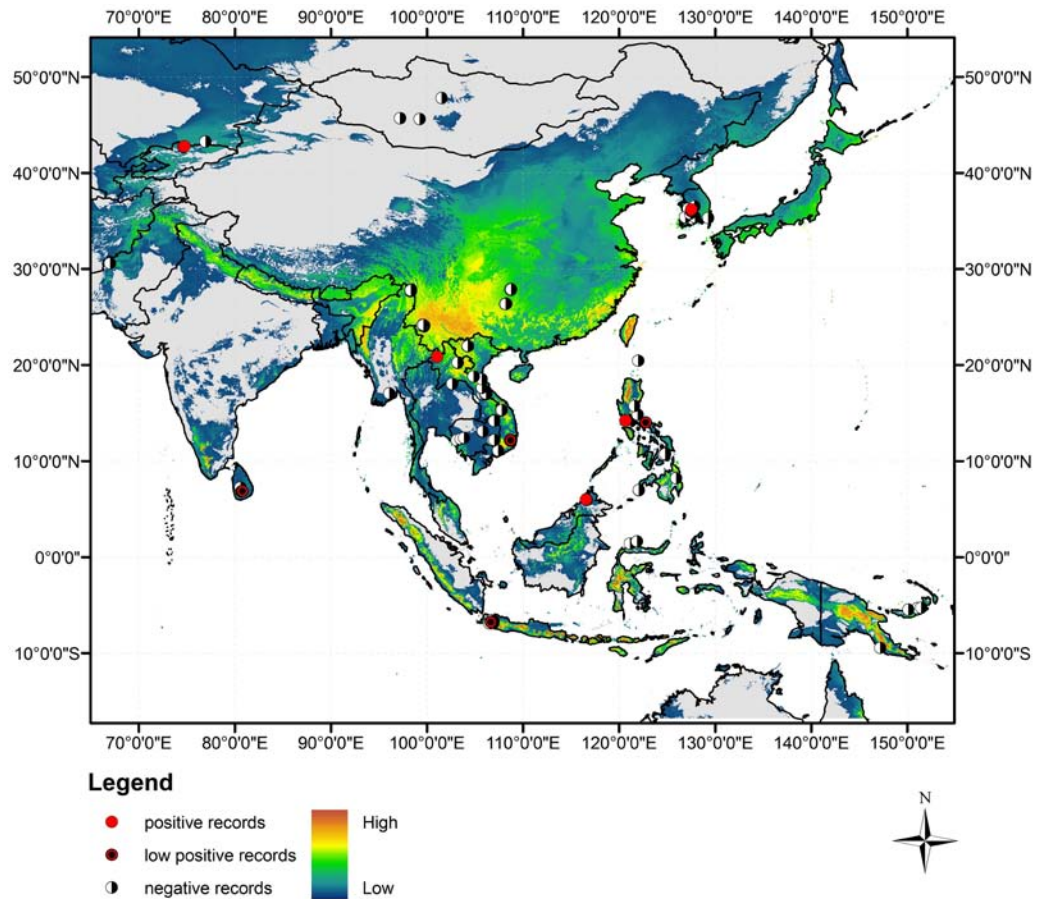 70°0'0"E 80°0'0"E 90°0'0"E 100°0'0"E 110°0'0"E 120°0'0"E 130°0'0"E 140°0'0"E 150°0'0"E
50°0'0"N 50°0'0"N
40°0'0"N 40°0'0"N
30°0'0"N 30°0'0"N
20°0'0"N 20°0'0"N
10°0'0"N 10°0'0"N
0°0'0" 0°0'0"
10°0'0"S 10°0'0"S
70°0'0"E 80°0'0"E 90°0'0"E 100°0'0"E 110°0'0"E 120°0'0"E 130°0'0"E 140°0'0"E 150°0'0"E
Legend
positive records High
low positive records
negative records Low
N